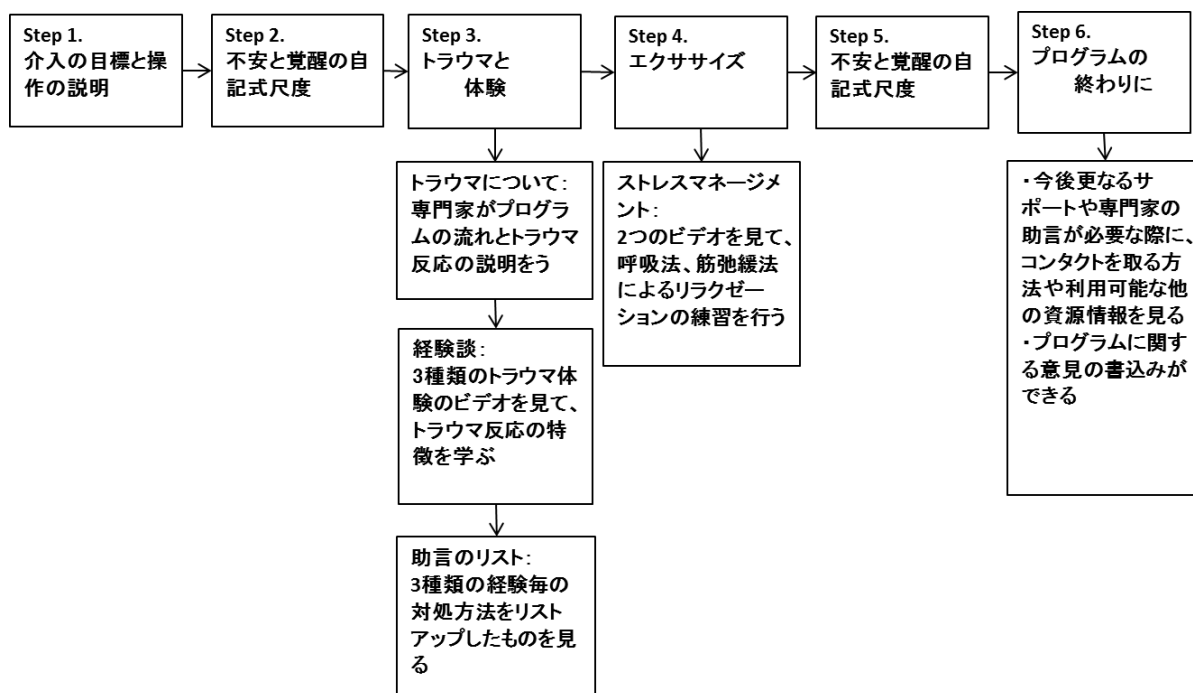 Step 1.
介入の目標と操
作の説明
Step 2.
不安と覚醒の自
記式尺度
Step 3.
トラウマと
体験
Step 4.
エクササイズ
Step 5.
不安と覚醒の自
記式尺度
Step 6.
プログラムの
終わりに
トラウマについて：
専門家がプログラ
ムの流れとトラウマ
反応の説明をう
経験談：
3種類のトラウマ体
験のビデオを見て、
トラウマ反応の特
徴を学ぶ
助言のリスト：
3種類の経験毎の
対処方法をリスト
アップしたものを見
る
ストレスマネージメ
ント：
2つのビデオを見て、
呼吸法、筋弛緩法
によるリラクゼー
ションの練習を行う
・今後更なるサ
ポートや専門家の
助言が必要な際に、
コンタクトを取る方
法や利用可能な他
の資源情報を見る
・プログラムに関す
る意見の書込みが
できる